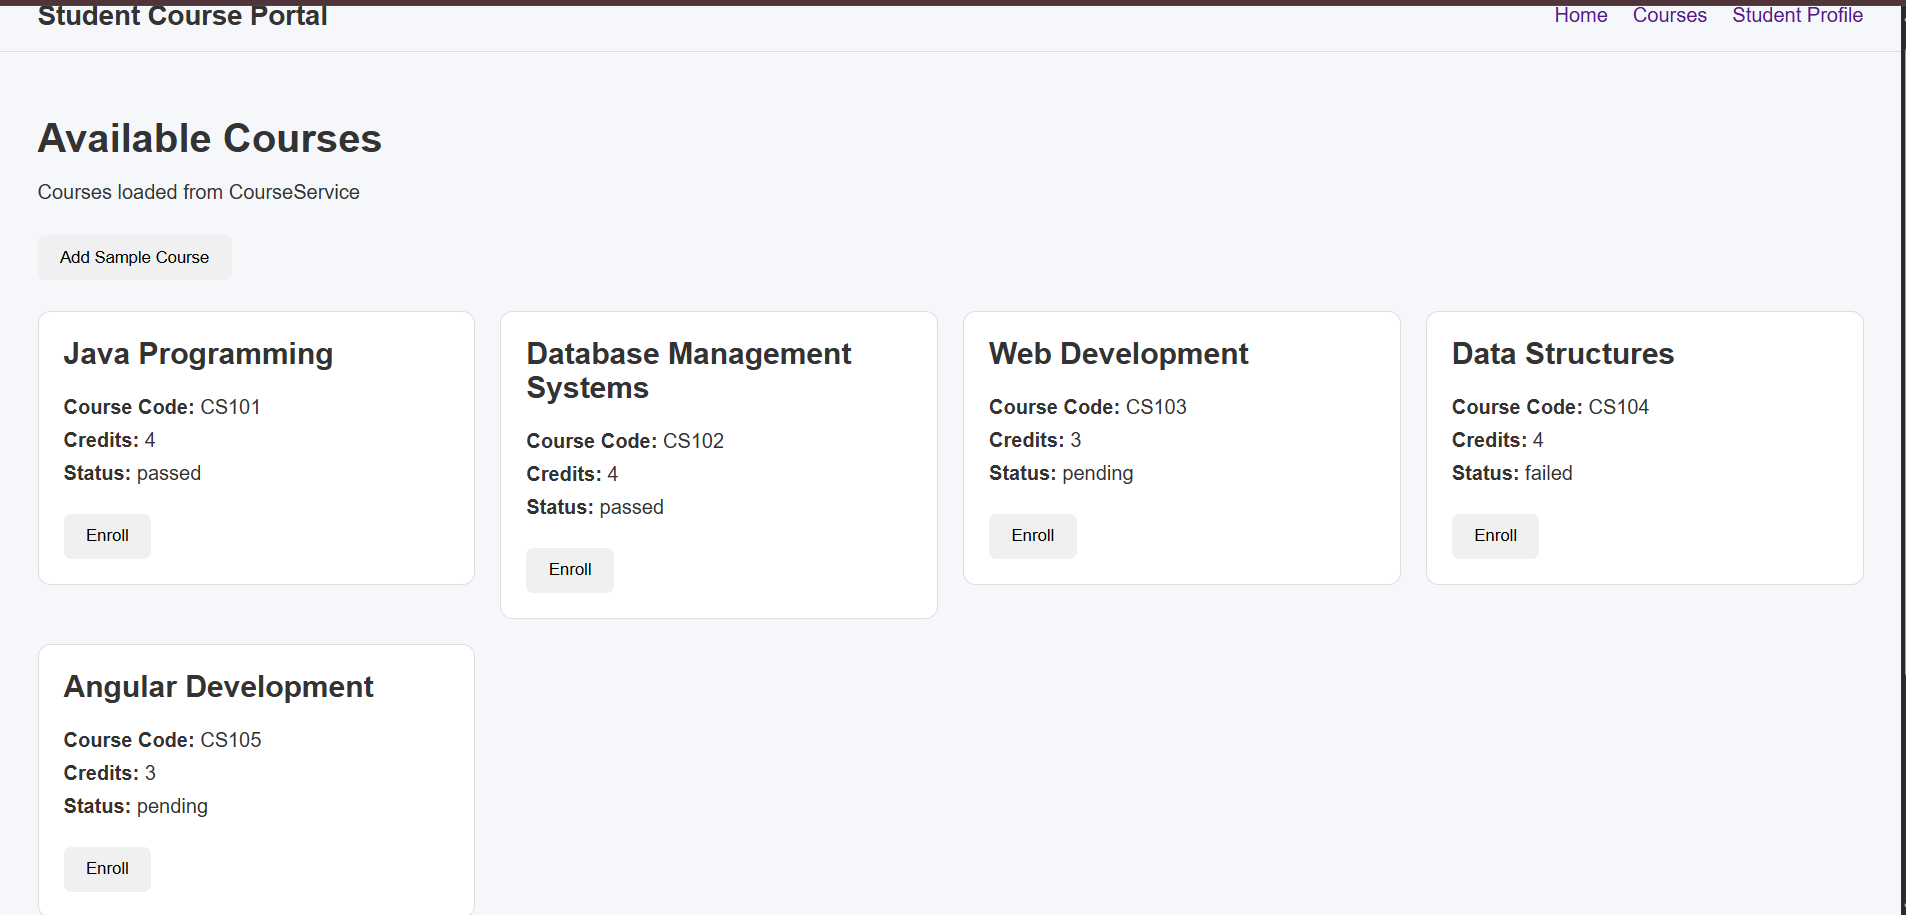 Student Course Portal
Home Courses Student Profile
Available Courses
Courses loaded from CourseService
Add Sample Course
Java Programming
Course Code: CS101
Credits: 4
Status: passed
Enroll
Database Management
Systems
Course Code: CS102
Credits: 4
Status: passed
Enroll
Web Development
Course Code: CS103
Credits: 3
Status: pending
Enroll
Data Structures
Course Code: CS104
Credits: 4
Status: failed
Enroll
Angular Development
Course Code: CS105
Credits: 3
Status: pending
Enroll